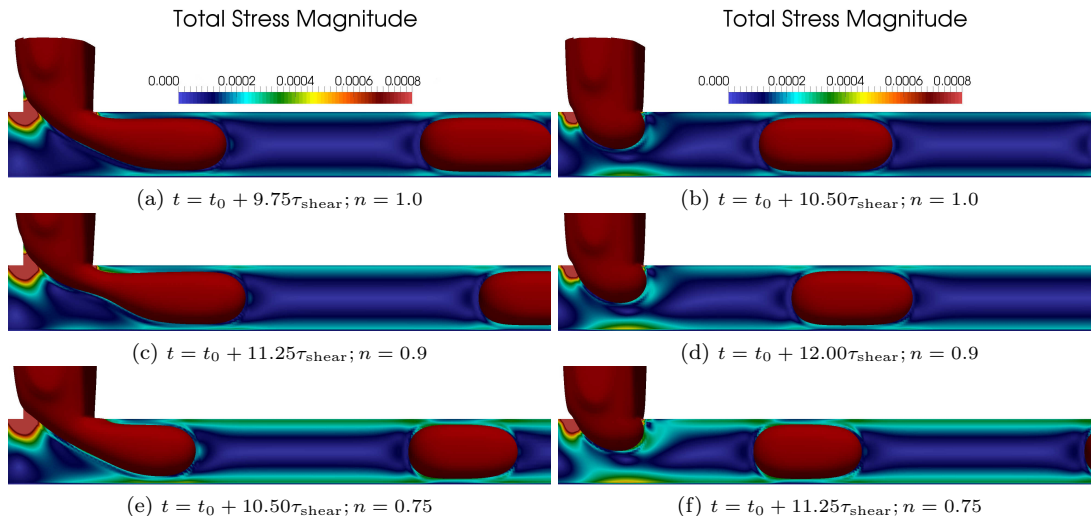 Total Stress Magnitude
Total Stress Magnitude
0.000 0.0002 0.0004 0.0006 0.0008
0.000 0.0002 0.0004 0.0006 0.0008
(a) t = t₀ + 9.75τshear; n = 1.0
(b) t = t₀ + 10.50τshear; n = 1.0
(c) t = t₀ + 11.25τshear; n = 0.9
(d) t = t₀ + 12.00τshear; n = 0.9
(e) t = t₀ + 10.50τshear; n = 0.75
(f) t = t₀ + 11.25τshear; n = 0.75